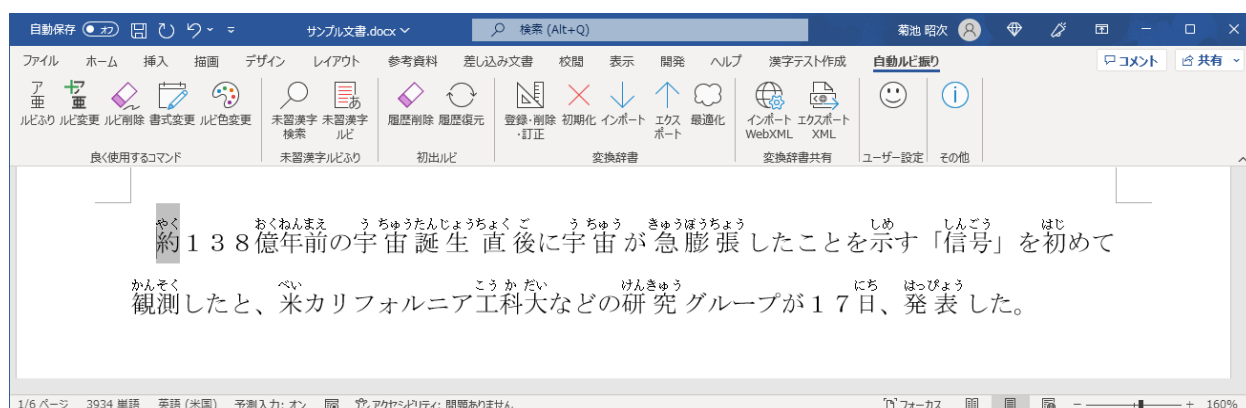 自動保存 オフ サンプル文書.docx 検索 (Alt+Q) 菊池 昭次
ファイル ホーム 挿入 描画 デザイン レイアウト 参考資料 差し込み文書 校閲 表示 開発 ヘルプ 漢字テスト作成 自動ルビ振り コメント 共有
ア亜 ルビふり ルビ変更 ルビ削除 書式変更 ルビ色変更 未習漢字検索 未習漢字ルビ 履歴削除 履歴復元 登録・削除・訂正 初期化 インポート エクスポート 最適化 インポートWebXML エクスポートXML
良く使用するコマンド 未習漢字ルビふり 初出ルビ 変換辞書 変換辞書共有 ユーザー設定 その他
やく おくねんまえ うちゅうたんじょうちょくご うちゅう きゅうぼうちょう しめ しんごう はじ
約138億年前の宇宙誕生直後に宇宙が急膨張したことを示す「信号」を初めて
かんそく べい こうかだい けんきゅう にち はっぴょう
観測したと、米カリフォルニア工科大などの研究グループが17日、発表した。
1/6 ページ 3934 単語 英語 (米国) 予測入力: オン アクセシビリティ: 問題ありません フォーカス 160%